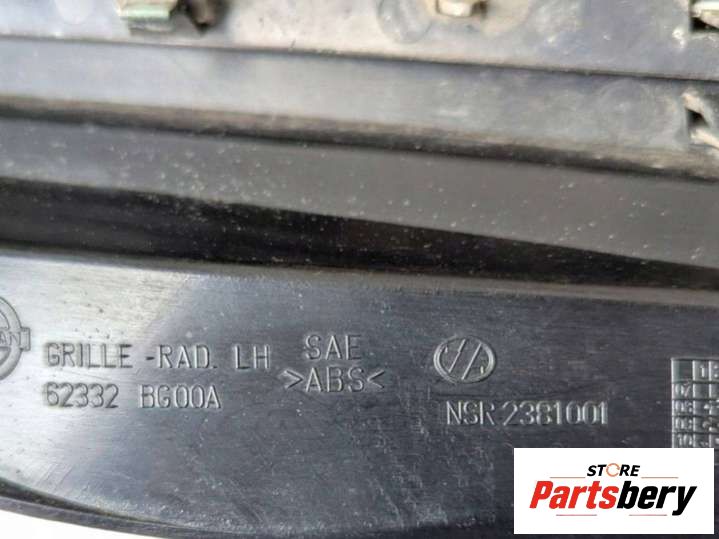 GRILLE -RAD. LH
62332 BG00A
SAE
>ABS<
NSR2381001
STORE
Partsbery